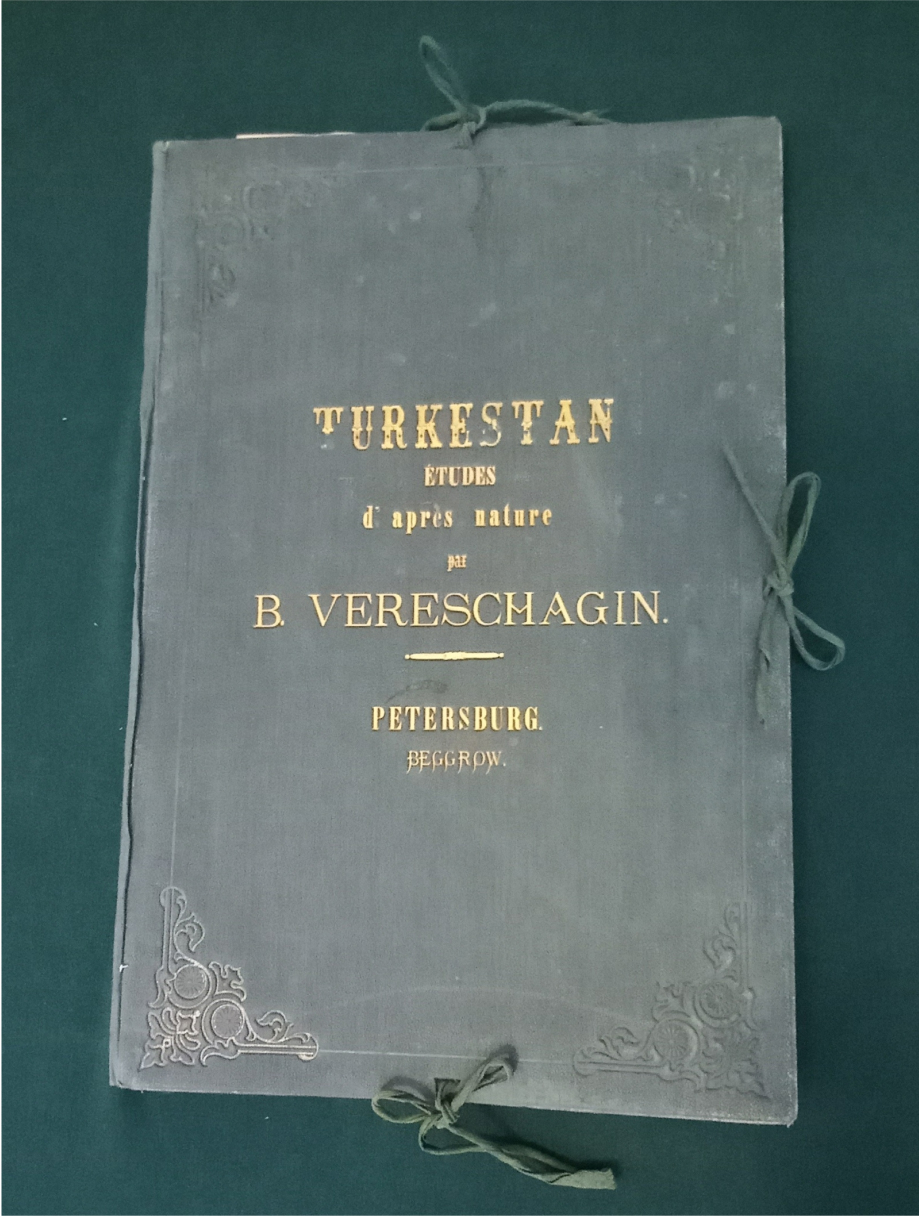 TURKESTAN
ÉTUDES
d'après nature
par
B. VERESCHAGIN.
PETERSBURG.
BEGGROW.